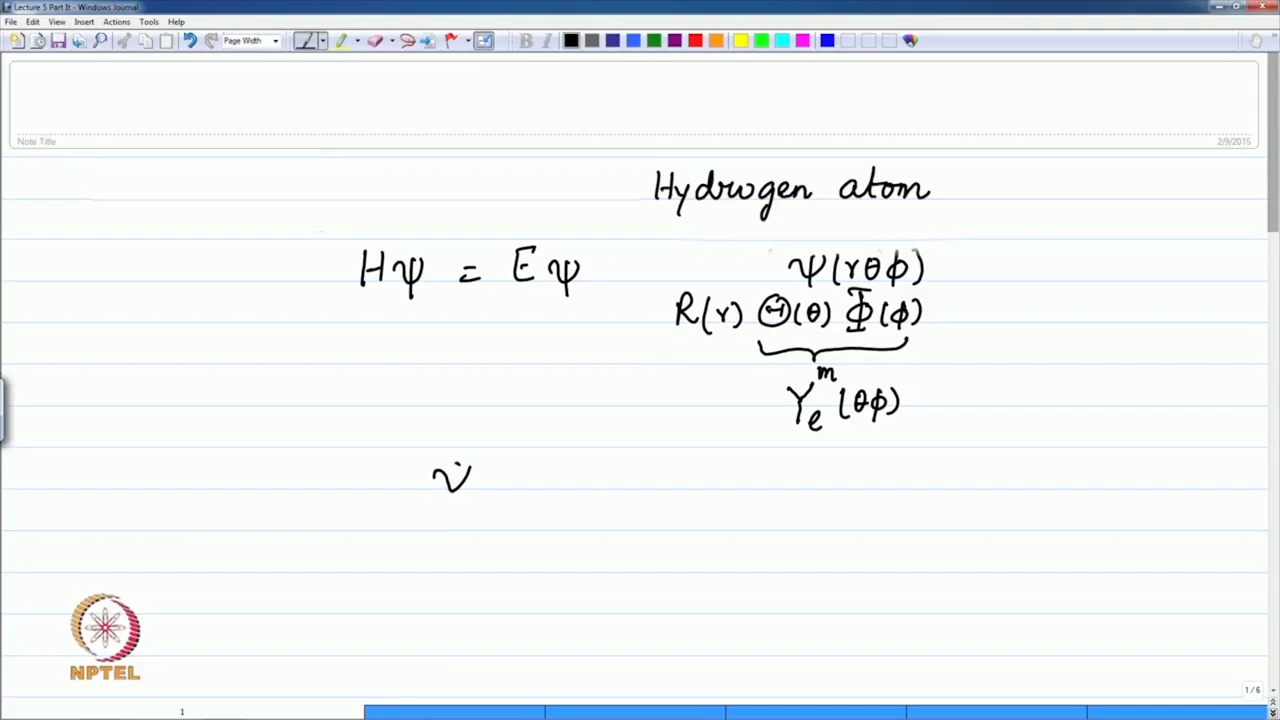 Lecture 5 Part It - Windows Journal
File Edit View Insert Actions Tools Help
Page Width
B I
Note Title
2/9/2015
Hydrogen atom
Hψ = Eψ
ψ(rθφ)
R(r) Θ(θ) Φ(φ)
Y_l^m (θφ)
NPTEL
1/6
1